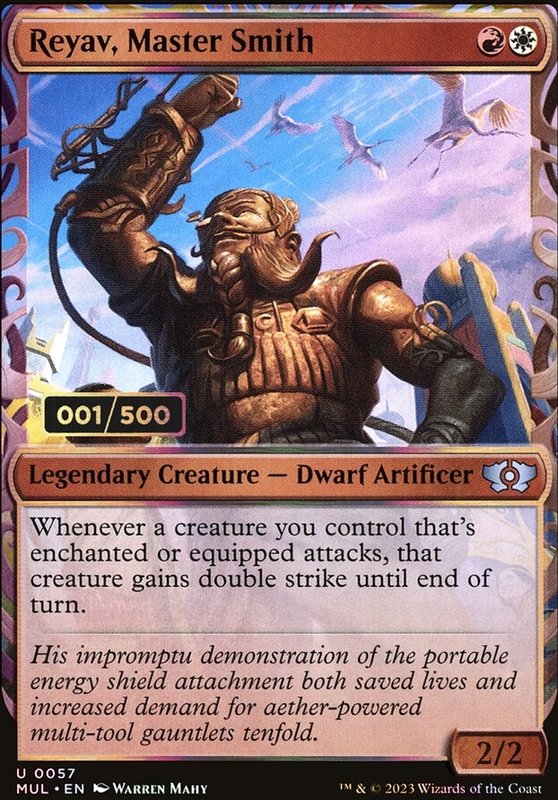 Reyav, Master Smith
001/500
Legendary Creature — Dwarf Artificer
Whenever a creature you control that's
enchanted or equipped attacks, that
creature gains double strike until end of
turn.
His impromptu demonstration of the portable
energy shield attachment both saved lives and
increased demand for aether-powered
multi-tool gauntlets tenfold.
2/2
U 0057
MUL • EN Warren Mahy
™ & © 2023 Wizards of the Coast